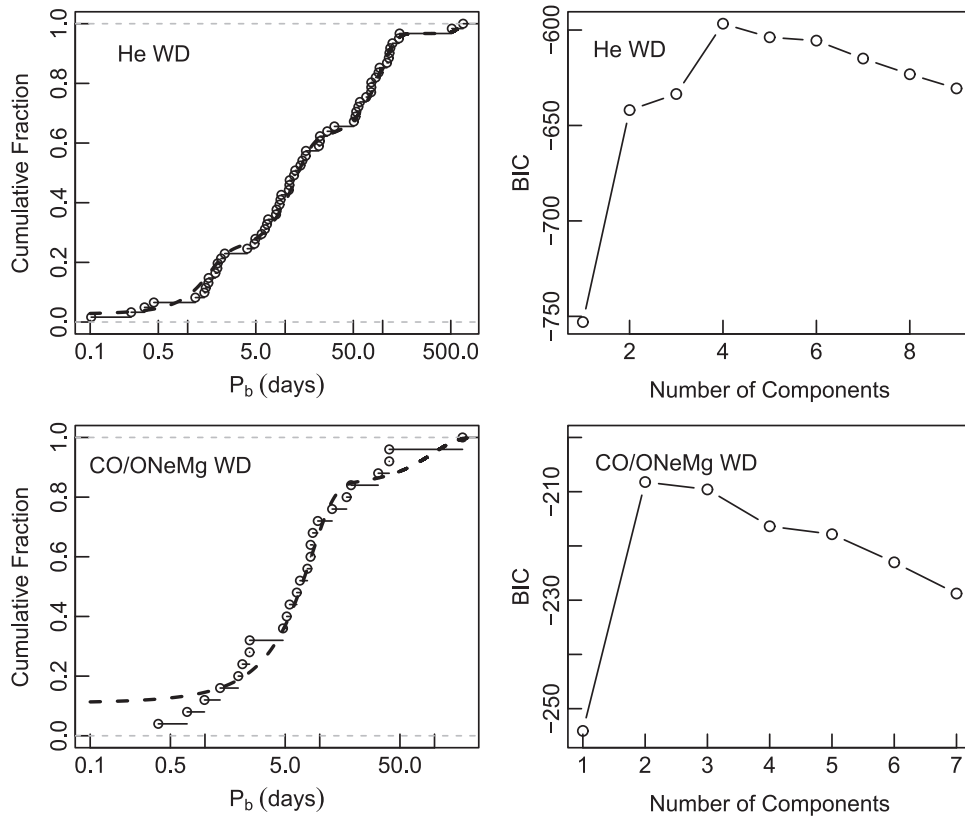 He WD
Cumulative Fraction
0.0 0.2 0.4 0.6 0.8 1.0
0.1 0.5 5.0 50.0 500.0
P_b (days)
He WD
BIC
−750 −700 −650 −600
2 4 6 8
Number of Components
CO/ONeMg WD
Cumulative Fraction
0.0 0.2 0.4 0.6 0.8 1.0
0.1 0.5 5.0 50.0
P_b (days)
CO/ONeMg WD
BIC
−250 −230 −210
1 2 3 4 5 6 7
Number of Components